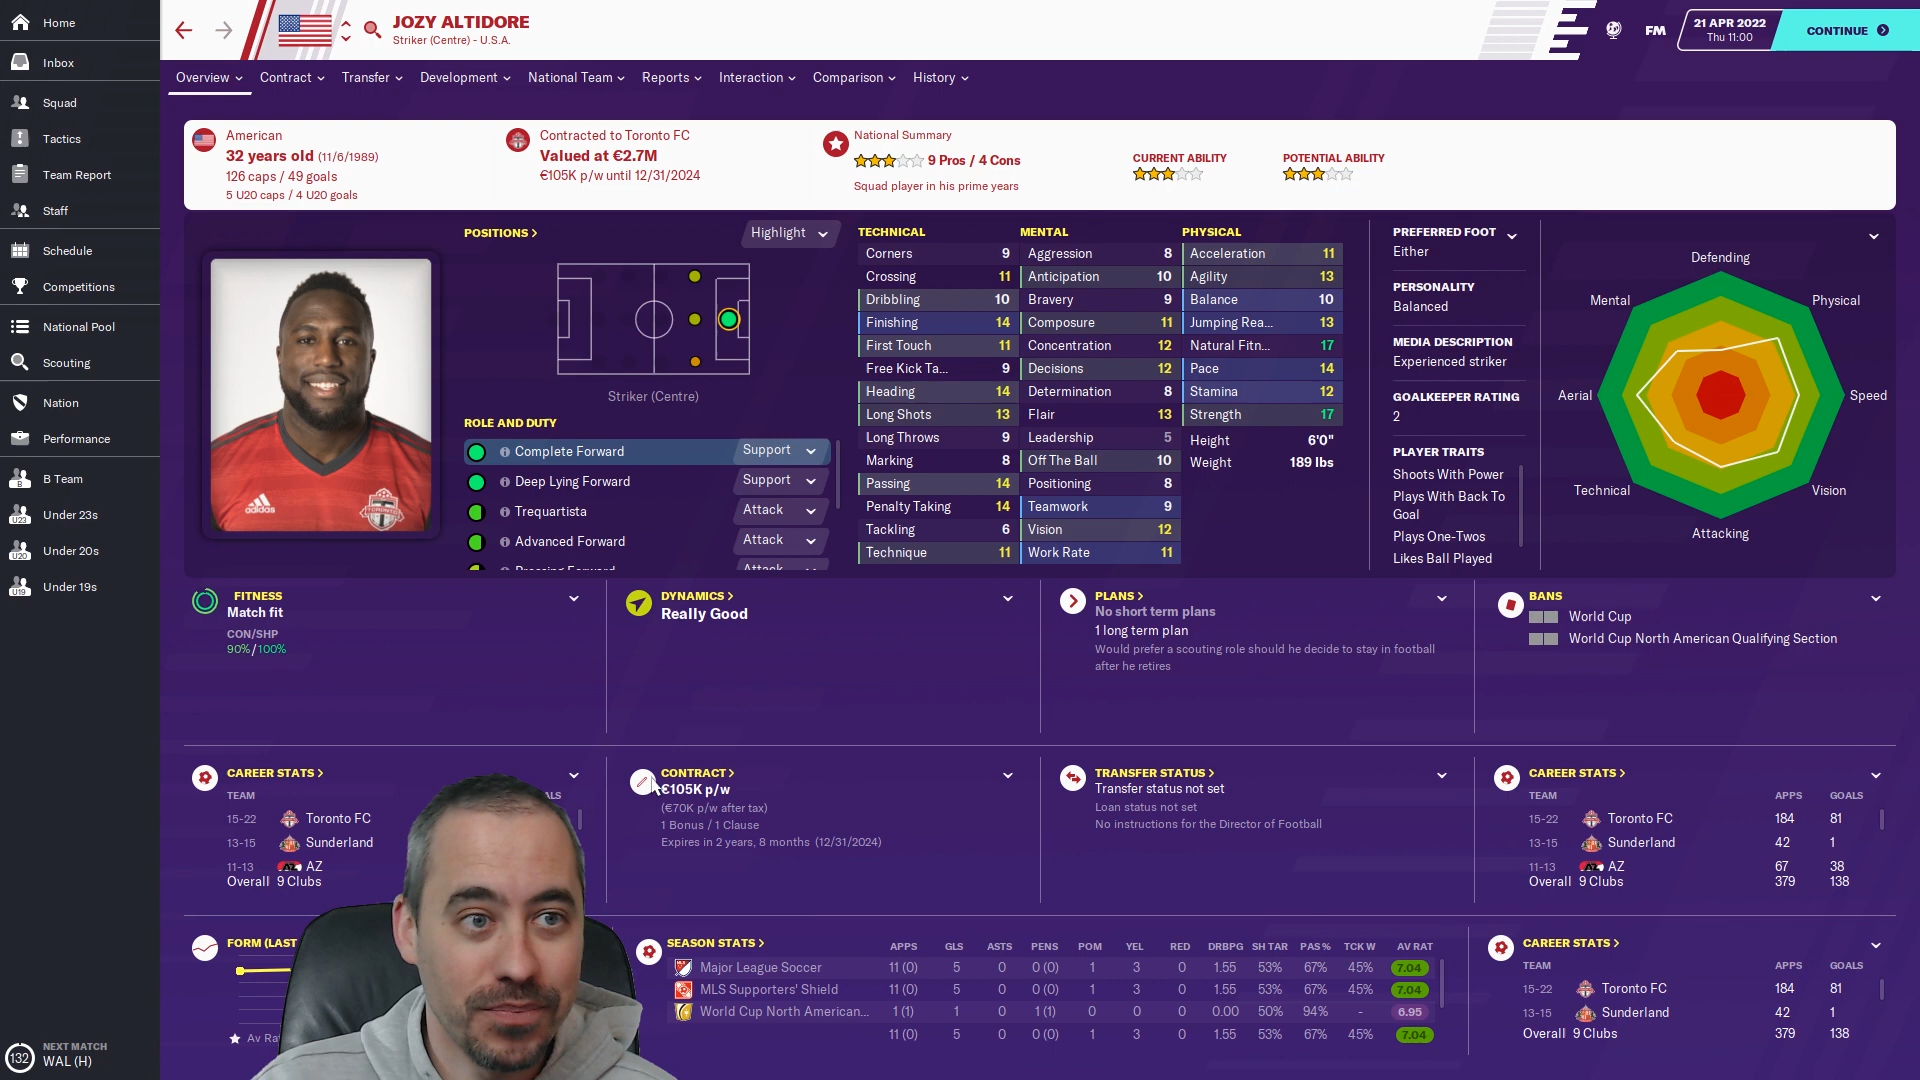 Home
Inbox
Squad
Tactics
Team Report
Staff
Schedule
Competitions
National Pool
Scouting
Nation
Performance
B Team
Under 23s
Under 20s
Under 19s
132
NEXT MATCH
WAL (H)
JOZY ALTIDORE
Striker (Centre) - U.S.A.
FM
21 APR 2022
Thu 11:00
CONTINUE
Overview
Contract
Transfer
Development
National Team
Reports
Interaction
Comparison
History
American
32 years old (11/6/1989)
126 caps / 49 goals
5 U20 caps / 4 U20 goals
Contracted to Toronto FC
Valued at €2.7M
€105K p/w until 12/31/2024
National Summary
9 Pros / 4 Cons
Squad player in his prime years
CURRENT ABILITY
POTENTIAL ABILITY
POSITIONS >
Highlight
Striker (Centre)
ROLE AND DUTY
Complete Forward Support
Deep Lying Forward Support
Trequartista Attack
Advanced Forward Attack
Pressing Forward Attack
TECHNICAL
Corners 9
Crossing 11
Dribbling 10
Finishing 14
First Touch 11
Free Kick Ta... 9
Heading 14
Long Shots 13
Long Throws 9
Marking 8
Passing 14
Penalty Taking 14
Tackling 6
Technique 11
MENTAL
Aggression 8
Anticipation 10
Bravery 9
Composure 11
Concentration 12
Decisions 12
Determination 8
Flair 13
Leadership 5
Off The Ball 10
Positioning 8
Teamwork 9
Vision 12
Work Rate 11
PHYSICAL
Acceleration 11
Agility 13
Balance 10
Jumping Rea... 13
Natural Fitn... 17
Pace 14
Stamina 12
Strength 17
Height 6'0"
Weight 189 lbs
PREFERRED FOOT
Either
PERSONALITY
Balanced
MEDIA DESCRIPTION
Experienced striker
GOALKEEPER RATING
2
PLAYER TRAITS
Shoots With Power
Plays With Back To
Goal
Plays One-Twos
Likes Ball Played
Defending
Physical
Speed
Vision
Attacking
Technical
Aerial
Mental
adidas
TORONTO
FITNESS
Match fit
CON/SHP
90%/100%
DYNAMICS >
Really Good
PLANS >
No short term plans
1 long term plan
Would prefer a scouting role should he decide to stay in football
after he retires
BANS
World Cup
World Cup North American Qualifying Section
CAREER STATS >
TEAM ALS
15-22 Toronto FC
13-15 Sunderland
11-13 AZ
Overall 9 Clubs
CONTRACT >
€105K p/w
(€70K p/w after tax)
1 Bonus / 1 Clause
Expires in 2 years, 8 months (12/31/2024)
TRANSFER STATUS >
Transfer status not set
Loan status not set
No instructions for the Director of Football
CAREER STATS >
TEAM APPS GOALS
15-22 Toronto FC 184 81
13-15 Sunderland 42 1
11-13 AZ 67 38
Overall 9 Clubs 379 138
FORM (LAST
Av Ra
SEASON STATS > APPS GLS ASTS PENS POM YEL RED DRBPG SH TAR PAS % TCK W AV RAT
Major League Soccer 11 (0) 5 0 0 (0) 1 3 0 1.55 53% 67% 45% 7.04
MLS Supporters' Shield 11 (0) 5 0 0 (0) 1 3 0 1.55 53% 67% 45% 7.04
World Cup North American... 1 (1) 1 0 1 (1) 0 0 0 0.00 50% 94% - 6.95
11 (0) 5 0 0 (0) 1 3 0 1.55 53% 67% 45% 7.04
CAREER STATS >
TEAM APPS GOALS
15-22 Toronto FC 184 81
13-15 Sunderland 42 1
Overall 9 Clubs 379 138